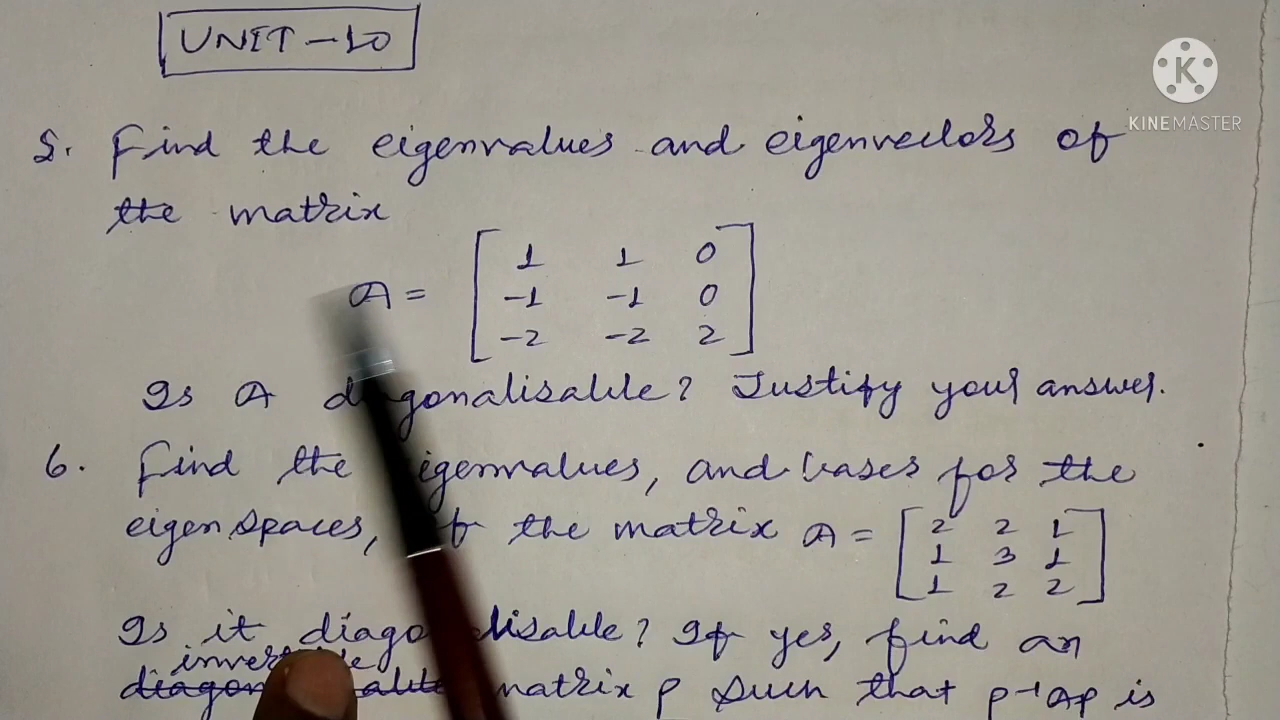 UNIT-10
KINEMASTER
5. Find the eigenvalues and eigenvectors of
the matrix
A = [ 1 1 0
-1 -1 0
-2 -2 2 ]
Is A diagonalisable? Justify your answer.
6. Find the eigenvalues, and bases for the
eigen spaces, of the matrix A = [ 2 2 1
1 3 1
1 2 2 ]
Is it diagonalisable? If yes, find an
invertible
matrix P such that P⁻¹AP is